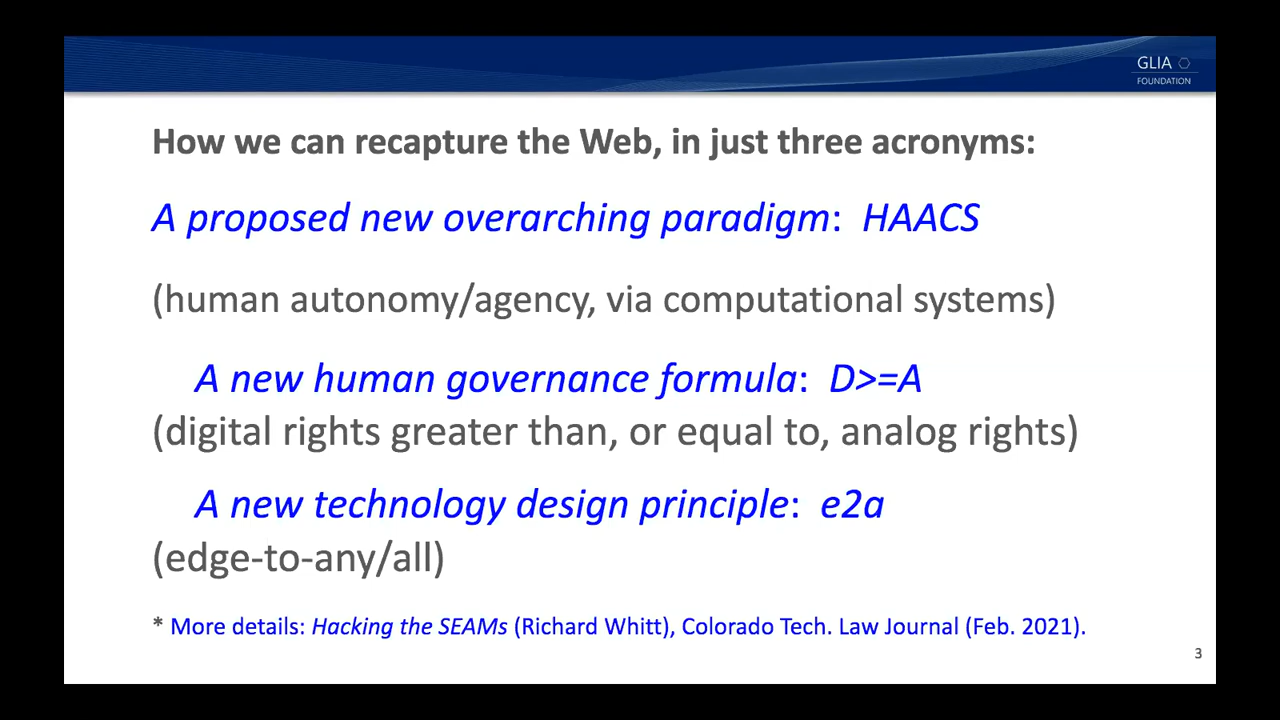 GLIA
FOUNDATION
How we can recapture the Web, in just three acronyms:
A proposed new overarching paradigm: HAACS
(human autonomy/agency, via computational systems)
A new human governance formula: D>=A
(digital rights greater than, or equal to, analog rights)
A new technology design principle: e2a
(edge-to-any/all)
* More details: Hacking the SEAMs (Richard Whitt), Colorado Tech. Law Journal (Feb. 2021).
3